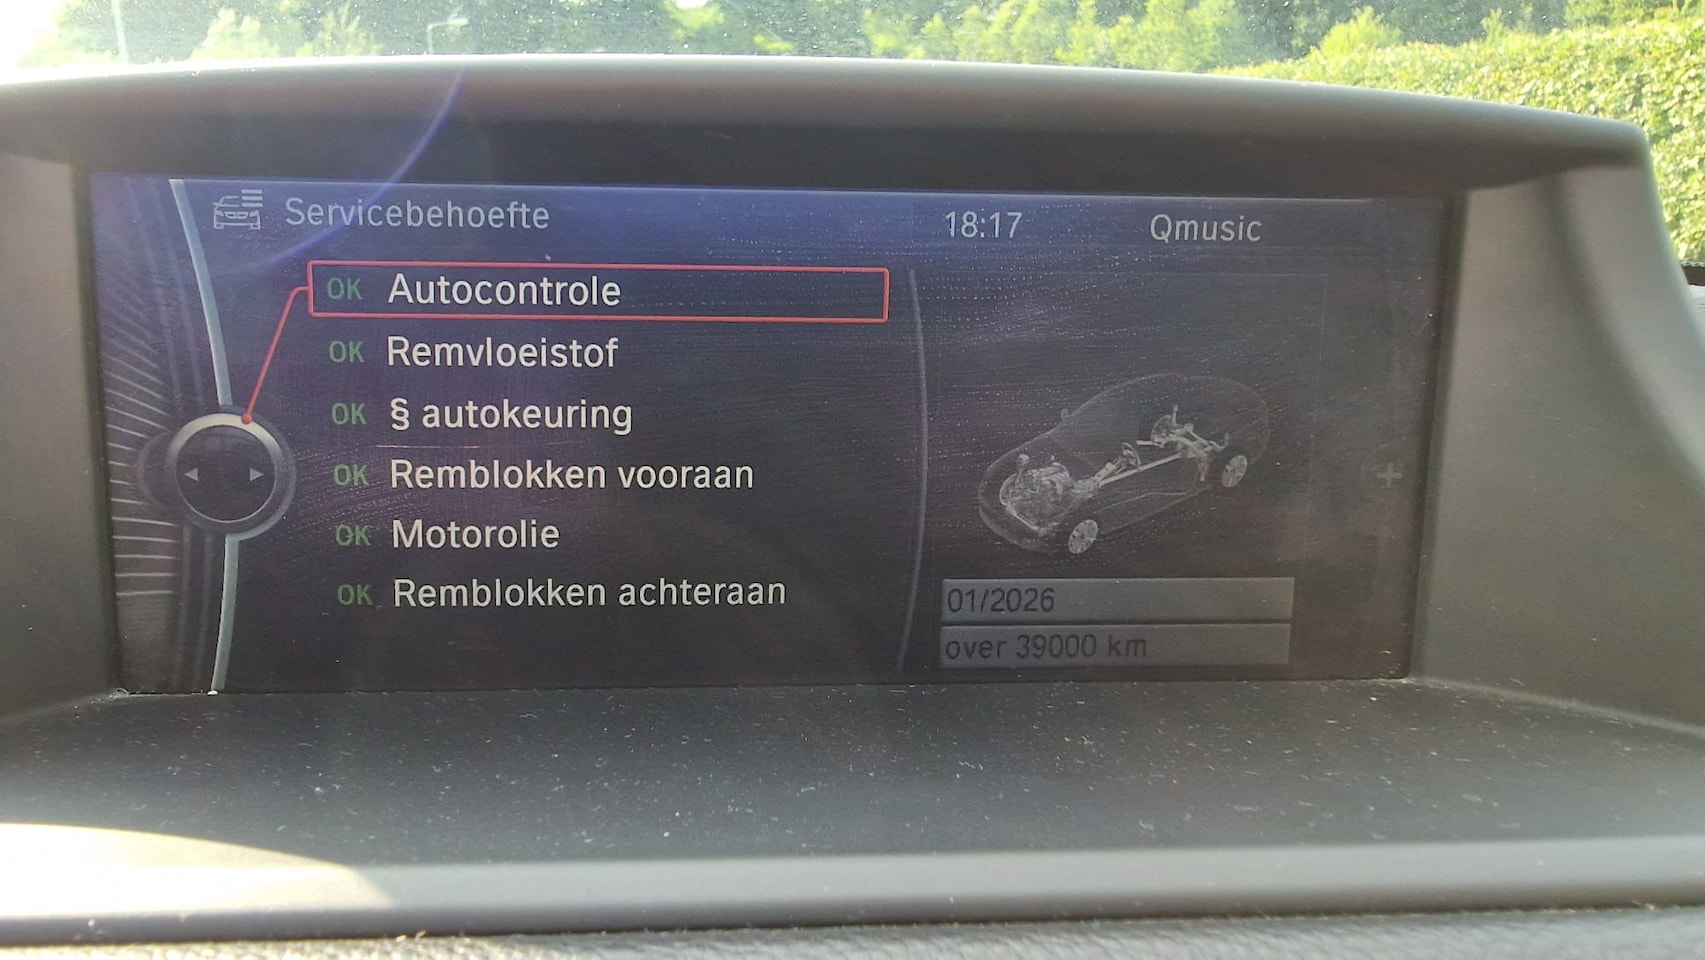 Servicebehoefte 18:17 Qmusic
OK Autocontrole
OK Remvloeistof
OK § autokeuring
OK Remblokken vooraan
OK Motorolie
OK Remblokken achteraan
01/2026
over 39000 km